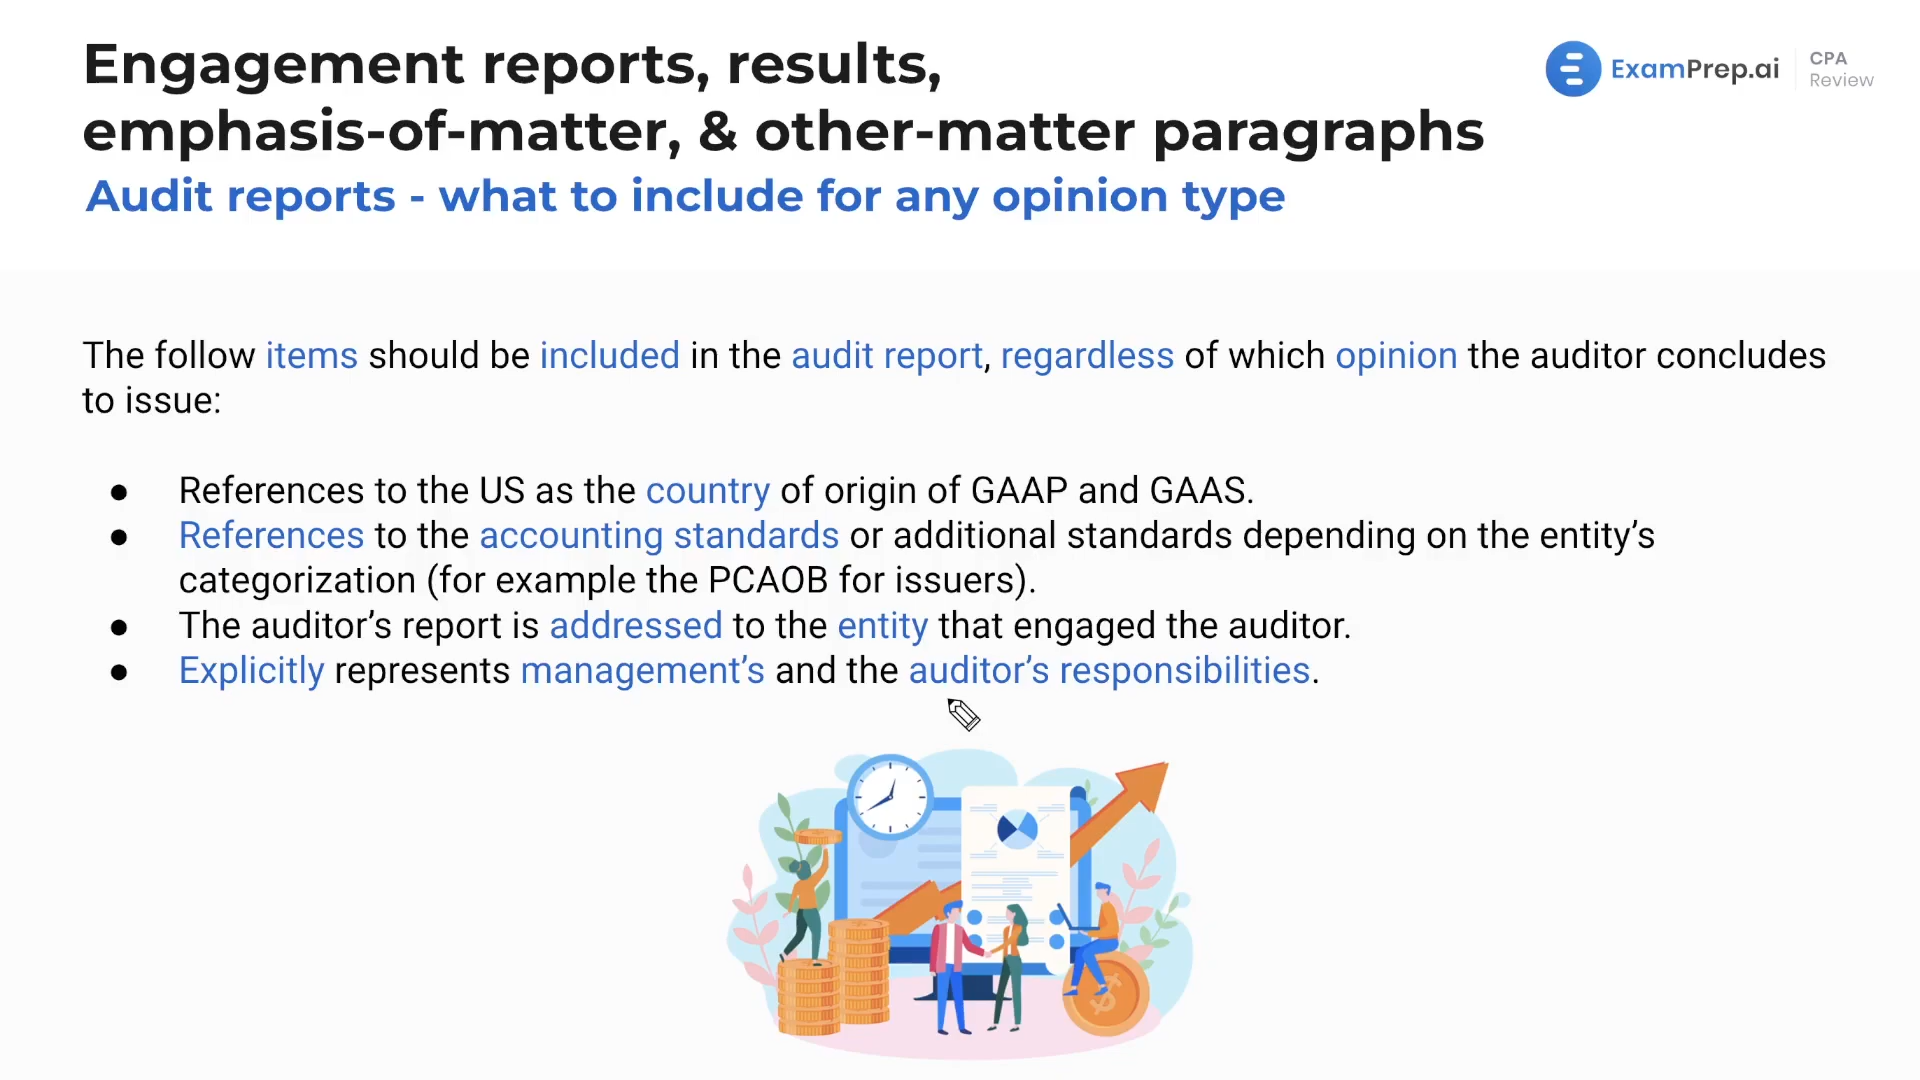 Engagement reports, results,
emphasis-of-matter, & other-matter paragraphs
Audit reports - what to include for any opinion type
ExamPrep.ai
CPA
Review
The follow items should be included in the audit report, regardless of which opinion the auditor concludes
to issue:
● References to the US as the country of origin of GAAP and GAAS.
● References to the accounting standards or additional standards depending on the entity’s
categorization (for example the PCAOB for issuers).
● The auditor’s report is addressed to the entity that engaged the auditor.
● Explicitly represents management’s and the auditor’s responsibilities.
$